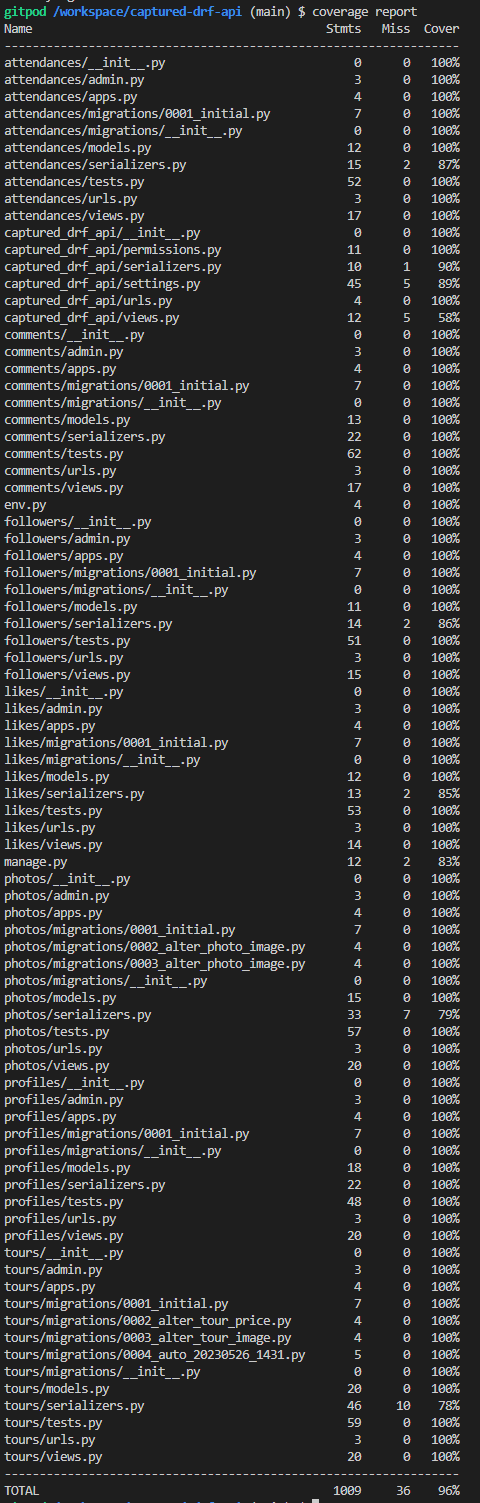 gitpod /workspace/captured-drf-api (main) $ coverage report
Name Stmts Miss Cover
-----------------------------------------------------------------
attendances/__init__.py 0 0 100%
attendances/admin.py 3 0 100%
attendances/apps.py 4 0 100%
attendances/migrations/0001_initial.py 7 0 100%
attendances/migrations/__init__.py 0 0 100%
attendances/models.py 12 0 100%
attendances/serializers.py 15 2 87%
attendances/tests.py 52 0 100%
attendances/urls.py 3 0 100%
attendances/views.py 17 0 100%
captured_drf_api/__init__.py 0 0 100%
captured_drf_api/permissions.py 11 0 100%
captured_drf_api/serializers.py 10 1 90%
captured_drf_api/settings.py 45 5 89%
captured_drf_api/urls.py 4 0 100%
captured_drf_api/views.py 12 5 58%
comments/__init__.py 0 0 100%
comments/admin.py 3 0 100%
comments/apps.py 4 0 100%
comments/migrations/0001_initial.py 7 0 100%
comments/migrations/__init__.py 0 0 100%
comments/models.py 13 0 100%
comments/serializers.py 22 0 100%
comments/tests.py 62 0 100%
comments/urls.py 3 0 100%
comments/views.py 17 0 100%
env.py 4 0 100%
followers/__init__.py 0 0 100%
followers/admin.py 3 0 100%
followers/apps.py 4 0 100%
followers/migrations/0001_initial.py 7 0 100%
followers/migrations/__init__.py 0 0 100%
followers/models.py 11 0 100%
followers/serializers.py 14 2 86%
followers/tests.py 51 0 100%
followers/urls.py 3 0 100%
followers/views.py 15 0 100%
likes/__init__.py 0 0 100%
likes/admin.py 3 0 100%
likes/apps.py 4 0 100%
likes/migrations/0001_initial.py 7 0 100%
likes/migrations/__init__.py 0 0 100%
likes/models.py 12 0 100%
likes/serializers.py 13 2 85%
likes/tests.py 53 0 100%
likes/urls.py 3 0 100%
likes/views.py 14 0 100%
manage.py 12 2 83%
photos/__init__.py 0 0 100%
photos/admin.py 3 0 100%
photos/apps.py 4 0 100%
photos/migrations/0001_initial.py 7 0 100%
photos/migrations/0002_alter_photo_image.py 4 0 100%
photos/migrations/0003_alter_photo_image.py 4 0 100%
photos/migrations/__init__.py 0 0 100%
photos/models.py 15 0 100%
photos/serializers.py 33 7 79%
photos/tests.py 57 0 100%
photos/urls.py 3 0 100%
photos/views.py 20 0 100%
profiles/__init__.py 0 0 100%
profiles/admin.py 3 0 100%
profiles/apps.py 4 0 100%
profiles/migrations/0001_initial.py 7 0 100%
profiles/migrations/__init__.py 0 0 100%
profiles/models.py 18 0 100%
profiles/serializers.py 22 0 100%
profiles/tests.py 48 0 100%
profiles/urls.py 3 0 100%
profiles/views.py 20 0 100%
tours/__init__.py 0 0 100%
tours/admin.py 3 0 100%
tours/apps.py 4 0 100%
tours/migrations/0001_initial.py 7 0 100%
tours/migrations/0002_alter_tour_price.py 4 0 100%
tours/migrations/0003_alter_tour_image.py 4 0 100%
tours/migrations/0004_auto_20230526_1431.py 5 0 100%
tours/migrations/__init__.py 0 0 100%
tours/models.py 20 0 100%
tours/serializers.py 46 10 78%
tours/tests.py 59 0 100%
tours/urls.py 3 0 100%
tours/views.py 20 0 100%
-----------------------------------------------------------------
TOTAL 1009 36 96%